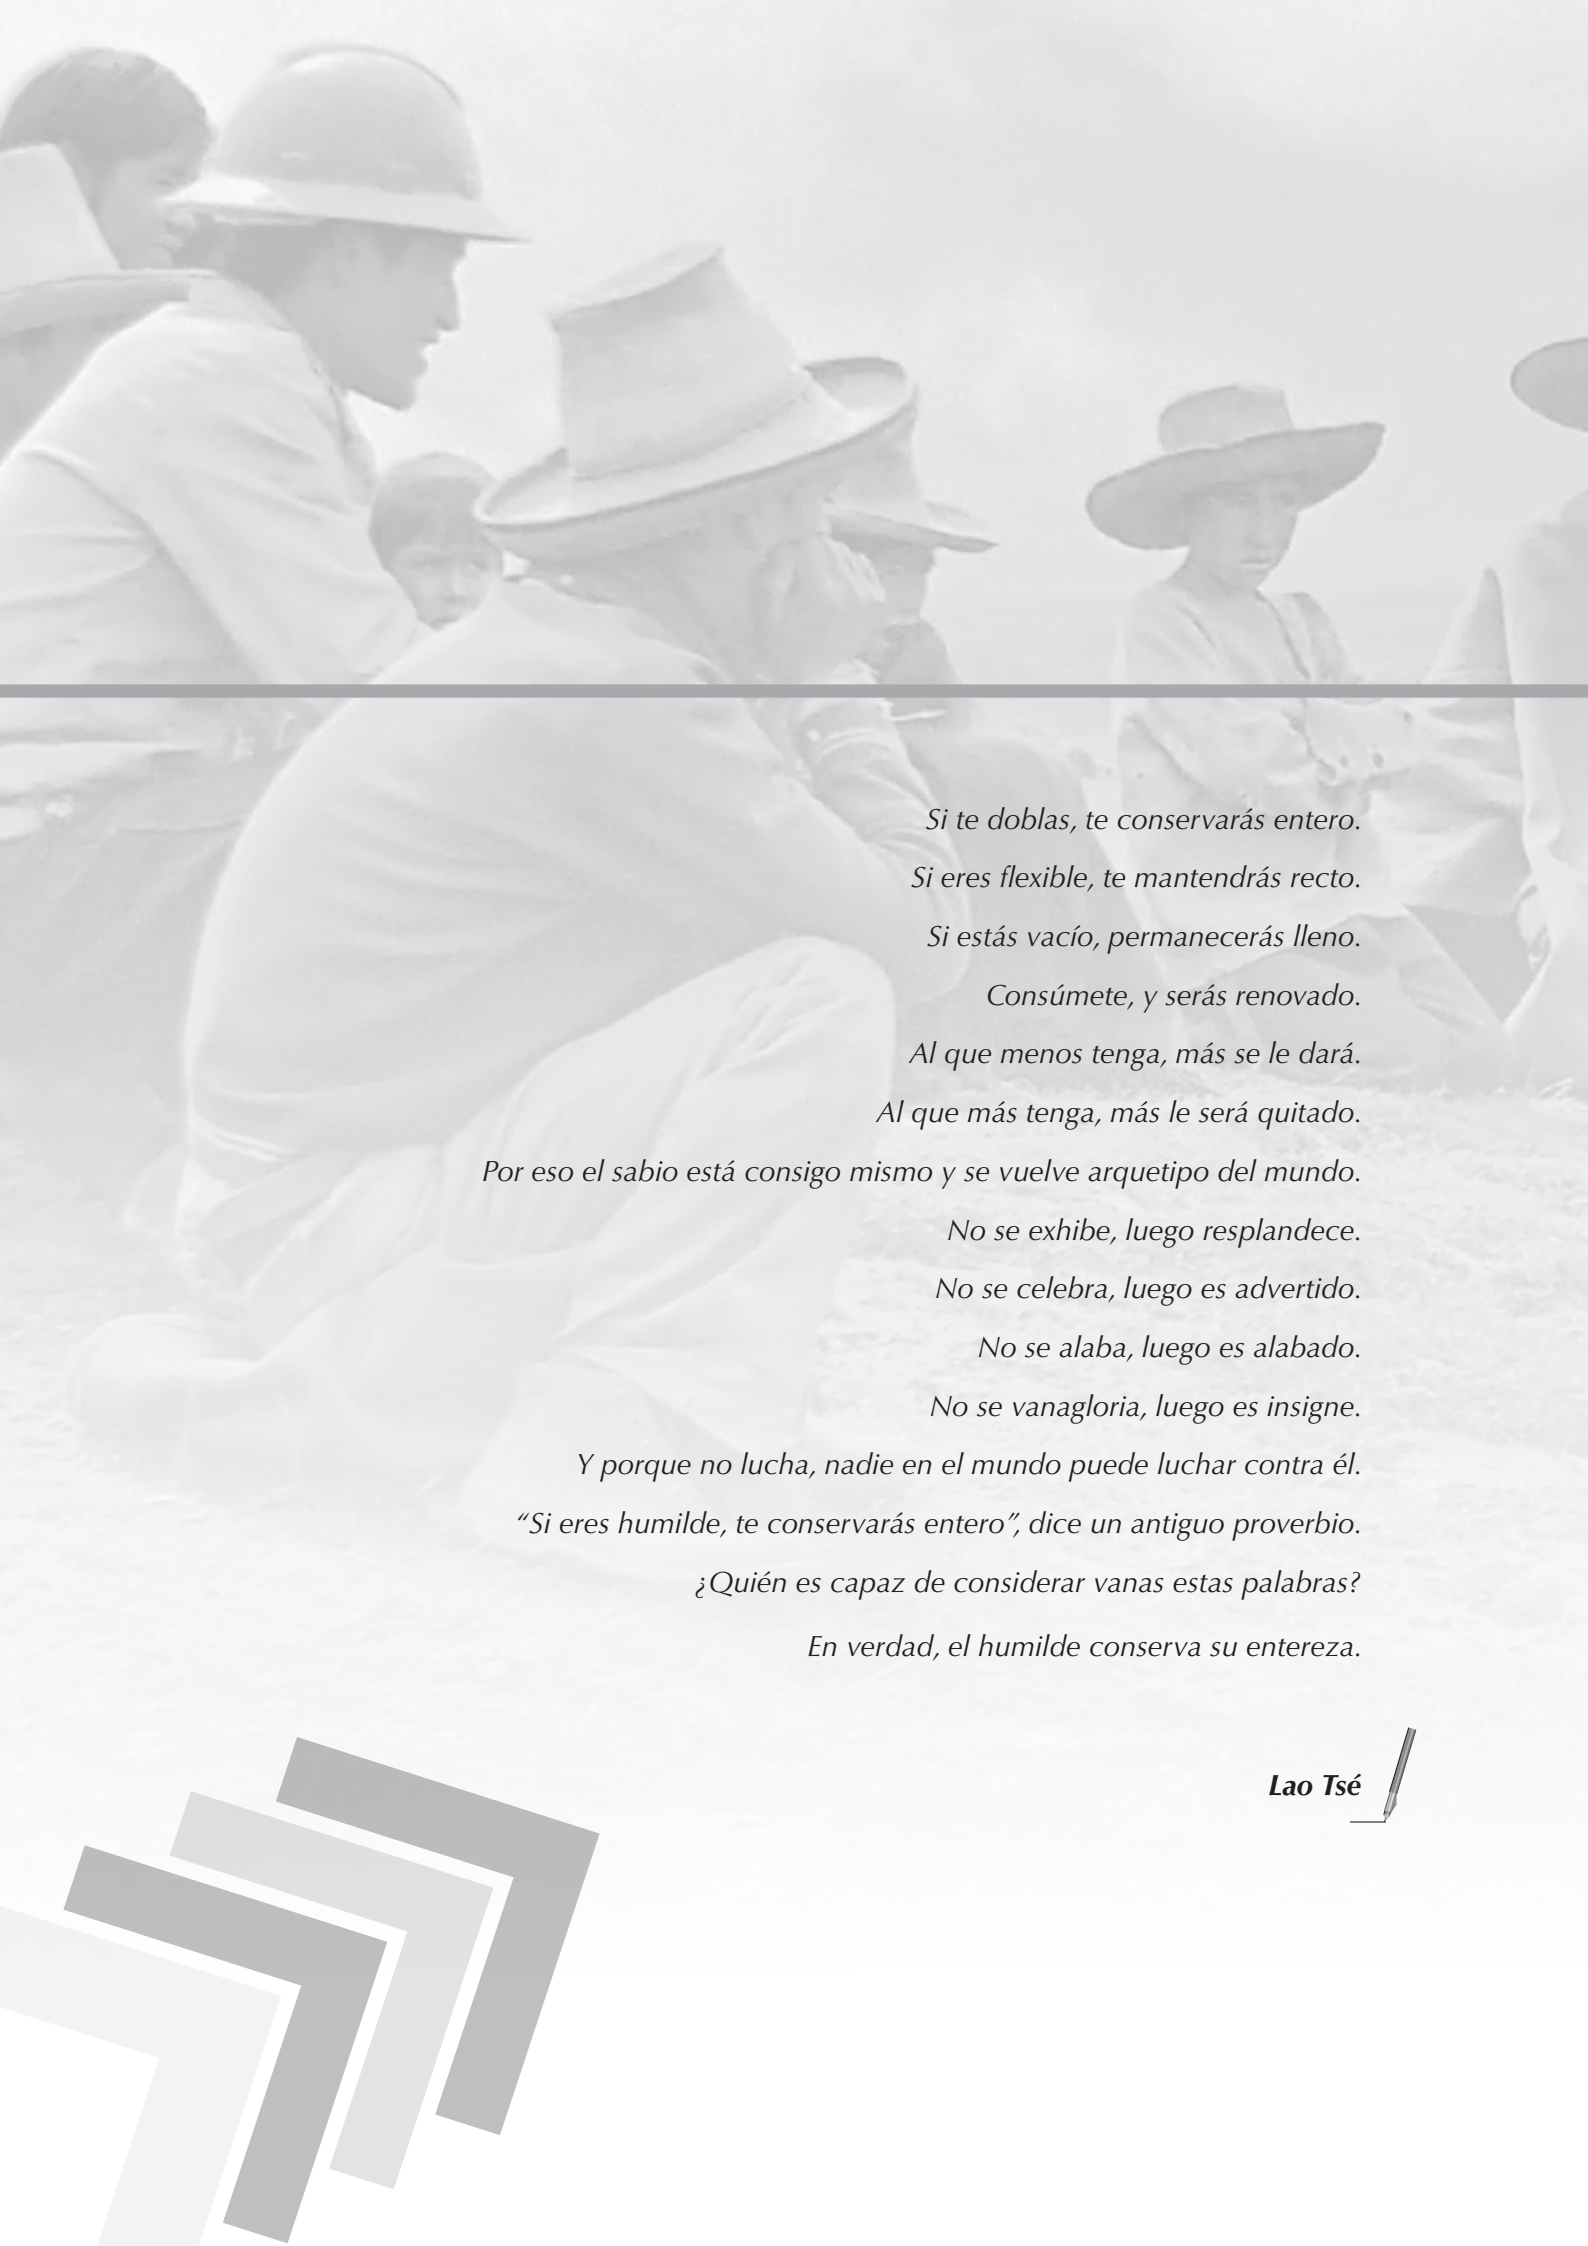 Si te doblas, te conservarás entero.
Si eres flexible, te mantendrás recto.
Si estás vacío, permanecerás lleno.
Consúmete, y serás renovado.
Al que menos tenga, más se le dará.
Al que más tenga, más le será quitado.
Por eso el sabio está consigo mismo y se vuelve arquetipo del mundo.
No se exhibe, luego resplandece.
No se celebra, luego es advertido.
No se alaba, luego es alabado.
No se vanagloria, luego es insigne.
Y porque no lucha, nadie en el mundo puede luchar contra él.
“Si eres humilde, te conservarás entero”, dice un antiguo proverbio.
¿Quién es capaz de considerar vanas estas palabras?
En verdad, el humilde conserva su entereza.
Lao Tsé